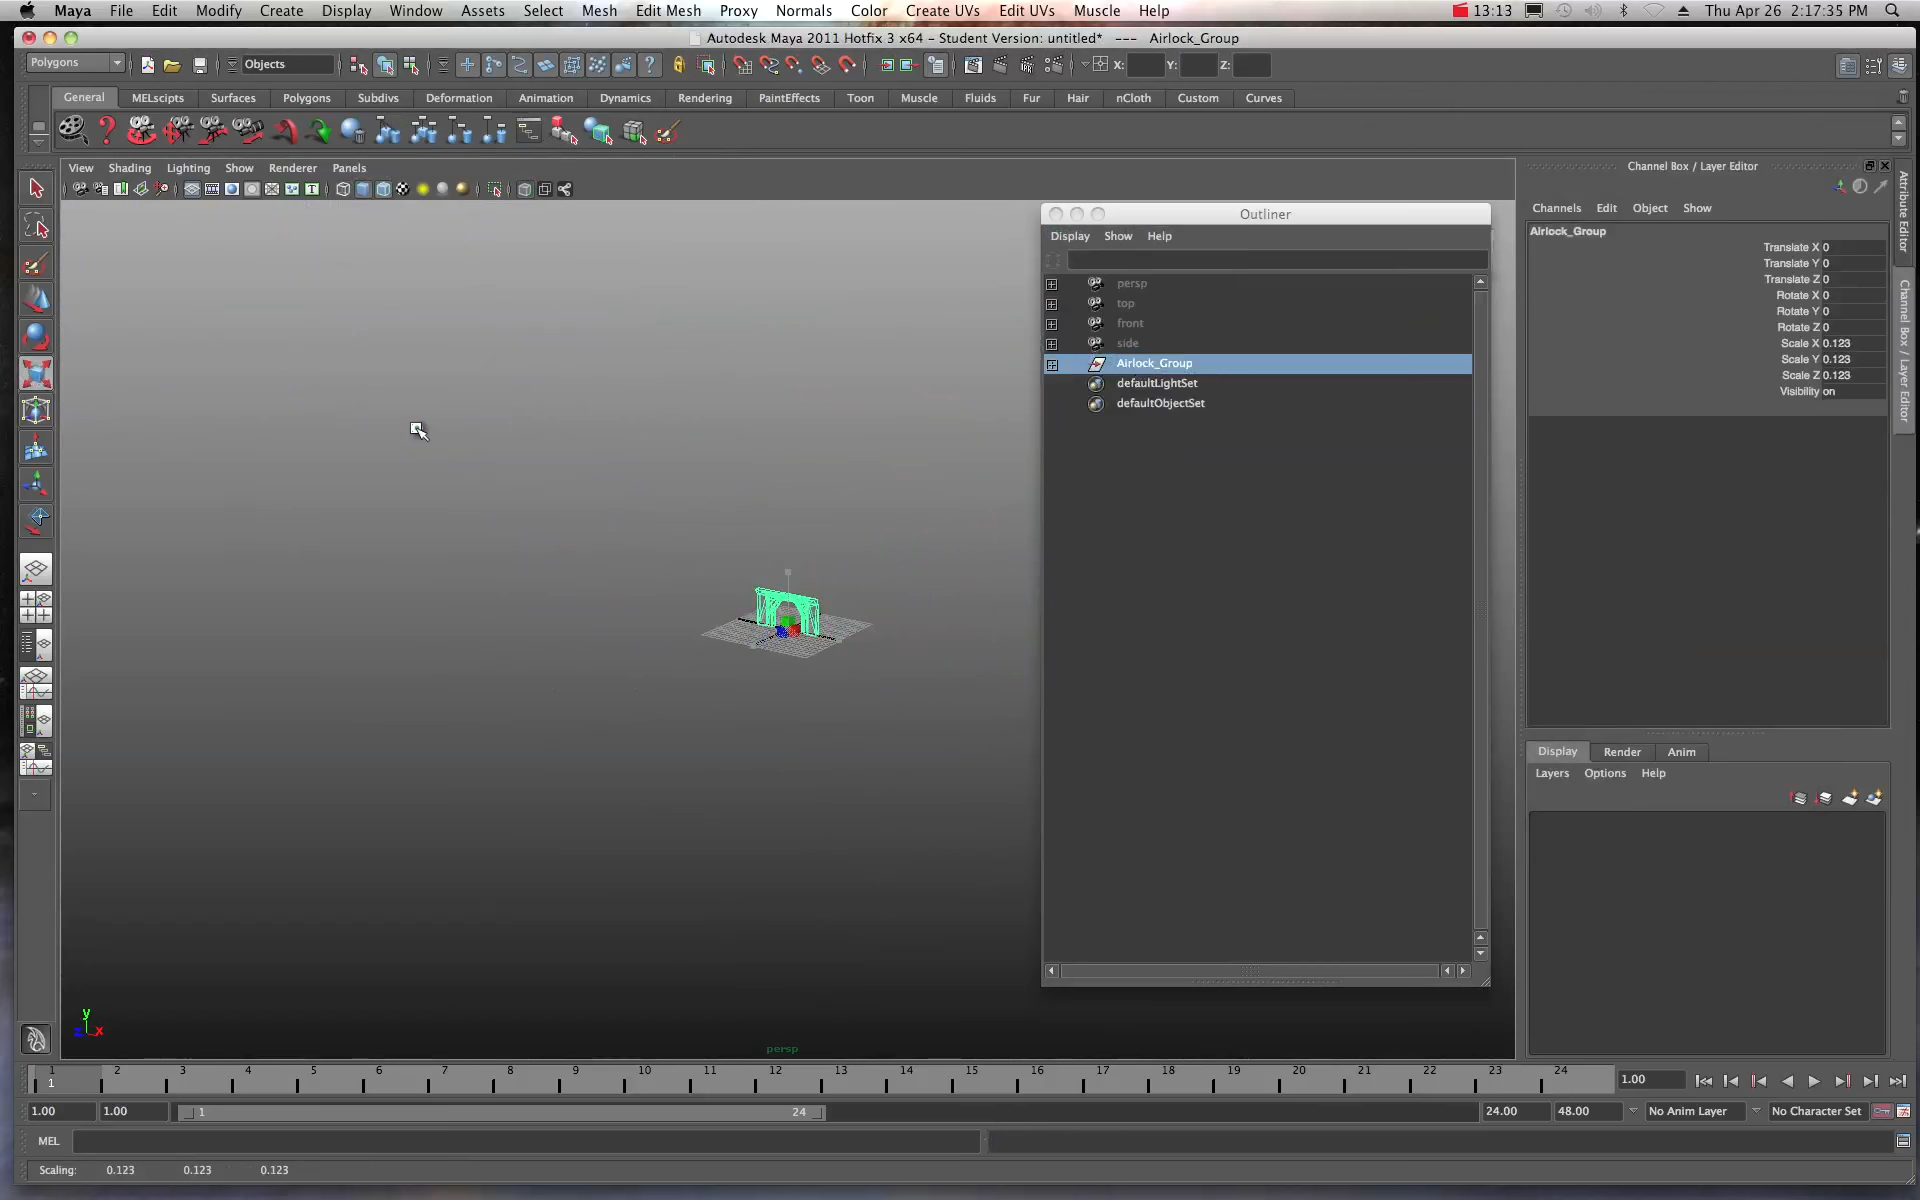 Maya File Edit Modify Create Display Window Assets Select Mesh Edit Mesh Proxy Normals Color Create UVs Edit UVs Muscle Help 13:13 Thu Apr 26 2:17:35 PM
Autodesk Maya 2011 Hotfix 3 x64 - Student Version: untitled* --- Airlock_Group
Polygons Objects X: Y: Z:
General MELscipts Surfaces Polygons Subdivs Deformation Animation Dynamics Rendering PaintEffects Toon Muscle Fluids Fur Hair nCloth Custom Curves
View Shading Lighting Show Renderer Panels
Outliner
Display Show Help
persp
top
front
side
Airlock_Group
defaultLightSet
defaultObjectSet
Channel Box / Layer Editor
Channels Edit Object Show
Airlock_Group
Translate X 0
Translate Y 0
Translate Z 0
Rotate X 0
Rotate Y 0
Rotate Z 0
Scale X 0.123
Scale Y 0.123
Scale Z 0.123
Visibility on
Attribute Editor
Channel Box / Layer Editor
Display Render Anim
Layers Options Help
y
z x
persp
1 2 3 4 5 6 7 8 9 10 11 12 13 14 15 16 17 18 19 20 21 22 23 24
1
1.00
1.00 1.00 1 24 24.00 48.00 No Anim Layer No Character Set
MEL
Scaling: 0.123 0.123 0.123